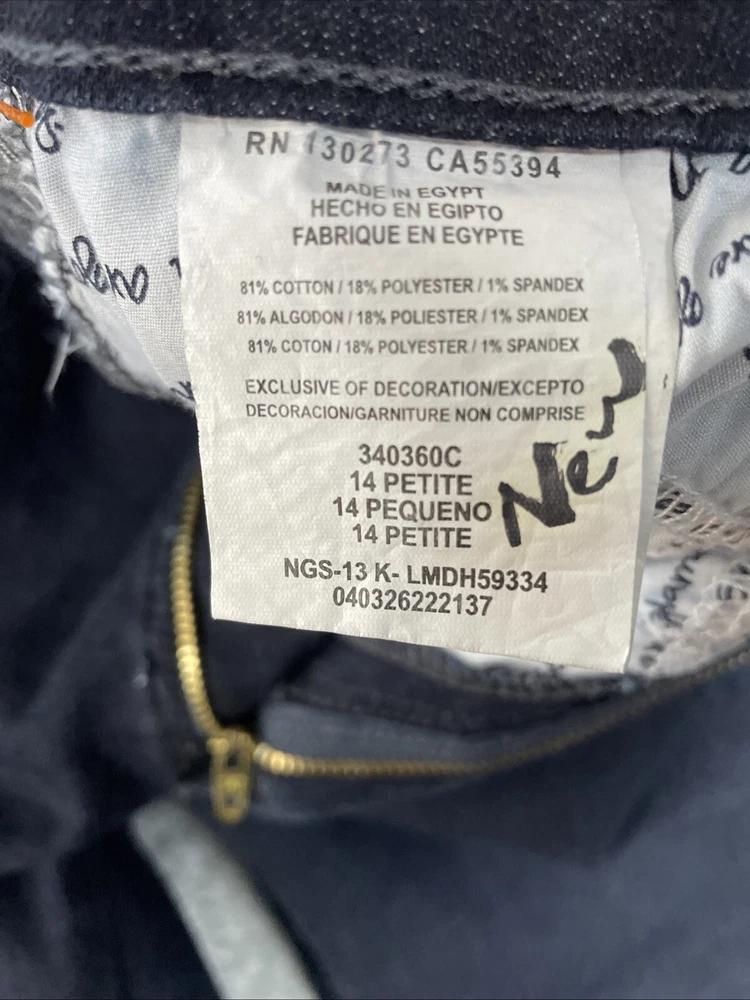 RN 130273 CA55394
MADE IN EGYPT
HECHO EN EGIPTO
FABRIQUE EN EGYPTE
81% COTTON / 18% POLYESTER / 1% SPANDEX
81% ALGODON / 18% POLIESTER / 1% SPANDEX
81% COTON / 18% POLYESTER / 1% SPANDEX
EXCLUSIVE OF DECORATION/EXCEPTO
DECORACION/GARNITURE NON COMPRISE
340360C
14 PETITE
14 PEQUENO
14 PETITE
New
NGS-13 K- LMDH59334
040326222137